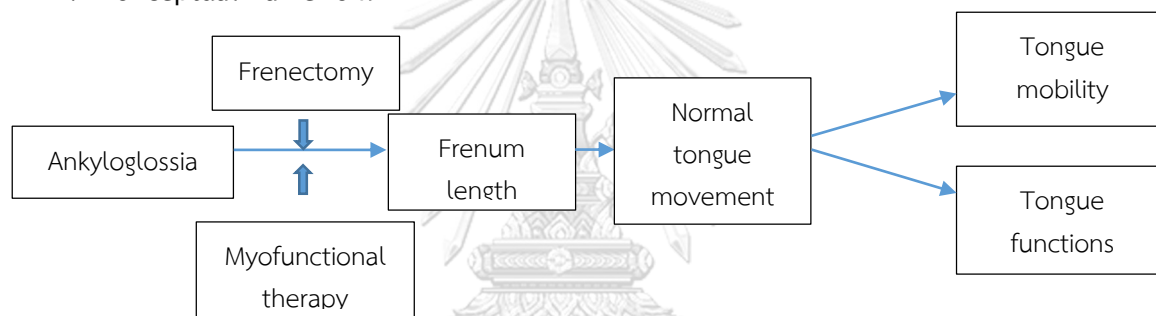 Frenectomy
Ankyloglossia
Myofunctional
therapy
Frenum
length
Normal
tongue
movement
Tongue
mobility
Tongue
functions